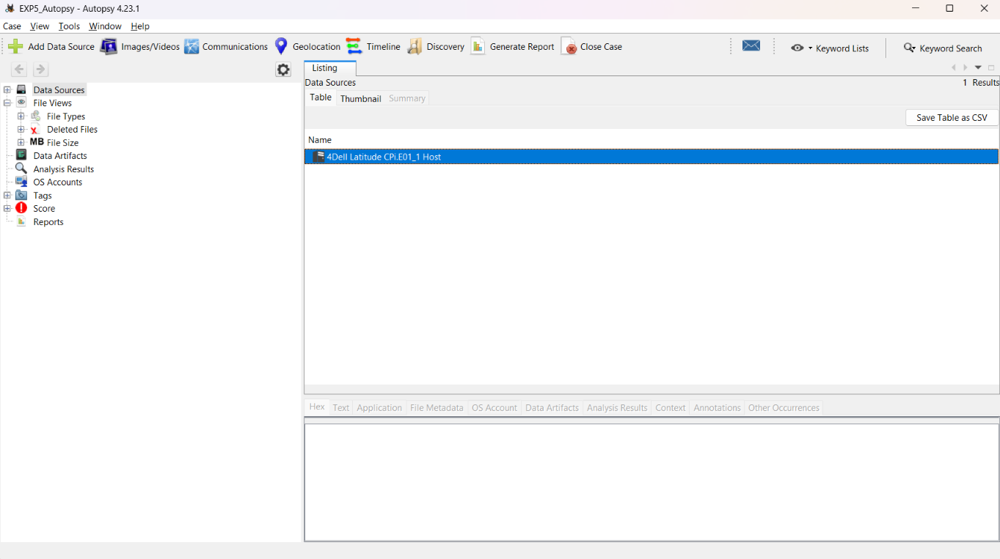 EXP5_Autopsy - Autopsy 4.23.1
Case View Tools Window Help
Add Data Source Images/Videos Communications Geolocation Timeline Discovery Generate Report Close Case Keyword Lists Keyword Search
Listing
Data Sources 1 Results
Table Thumbnail Summary
Save Table as CSV
Name
4Dell Latitude CPi.E01_1 Host
Data Sources
File Views
File Types
Deleted Files
MB File Size
Data Artifacts
Analysis Results
OS Accounts
Tags
Score
Reports
Hex Text Application File Metadata OS Account Data Artifacts Analysis Results Context Annotations Other Occurrences